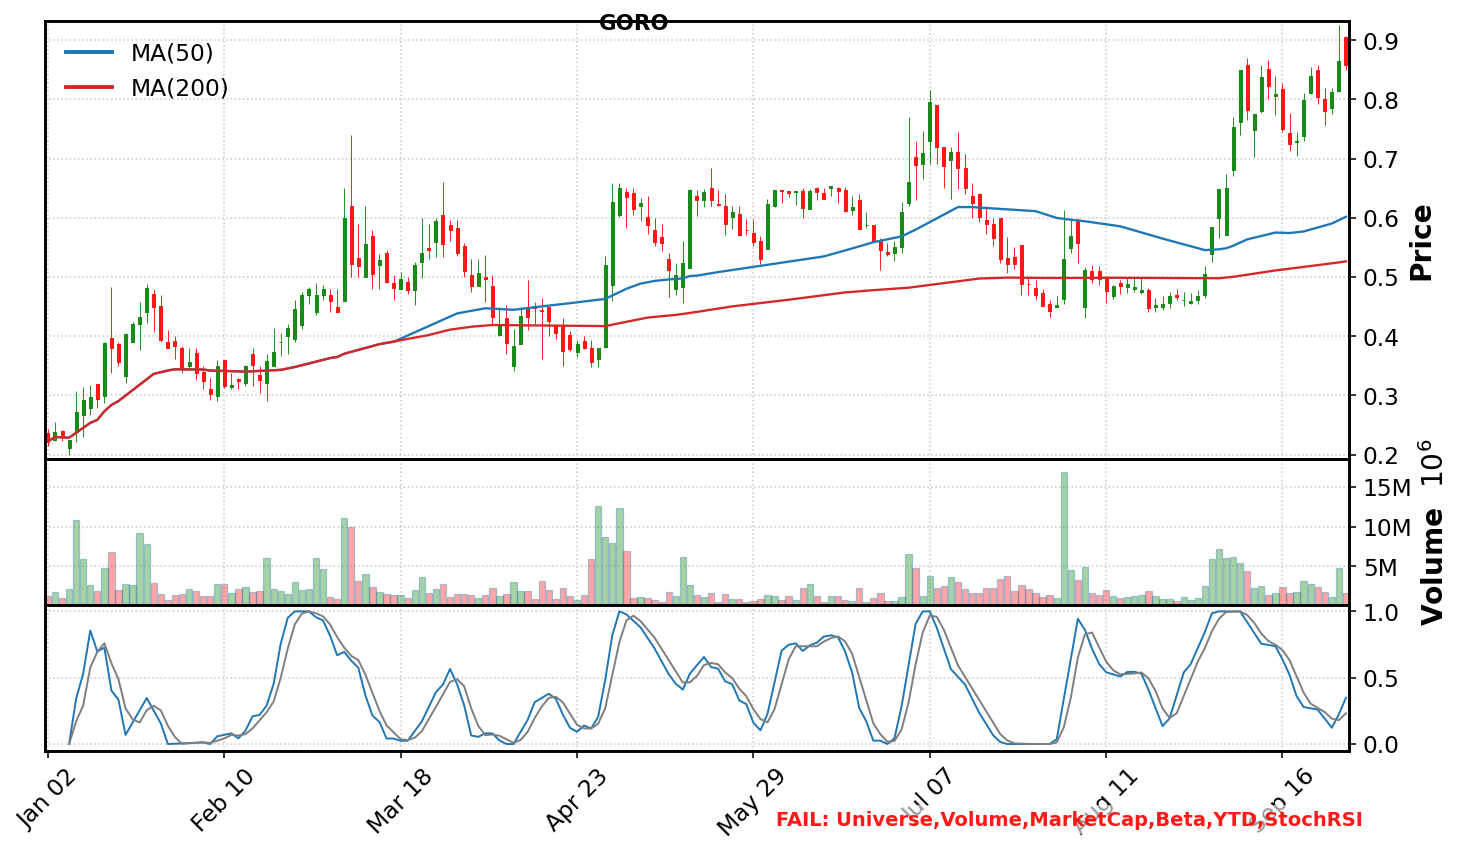 GORO
MA(50)
MA(200)
0.9
0.8
0.7
0.6
0.5
0.4
0.3
0.2
Price
15M
10M
5M
Volume 10^6
1.0
0.5
0.0
Jan 02
Feb 10
Mar 18
Apr 23
May 29
Jul 07
Aug 11
Sep 16
FAIL: Universe,Volume,MarketCap,Beta,YTD,StochRSI